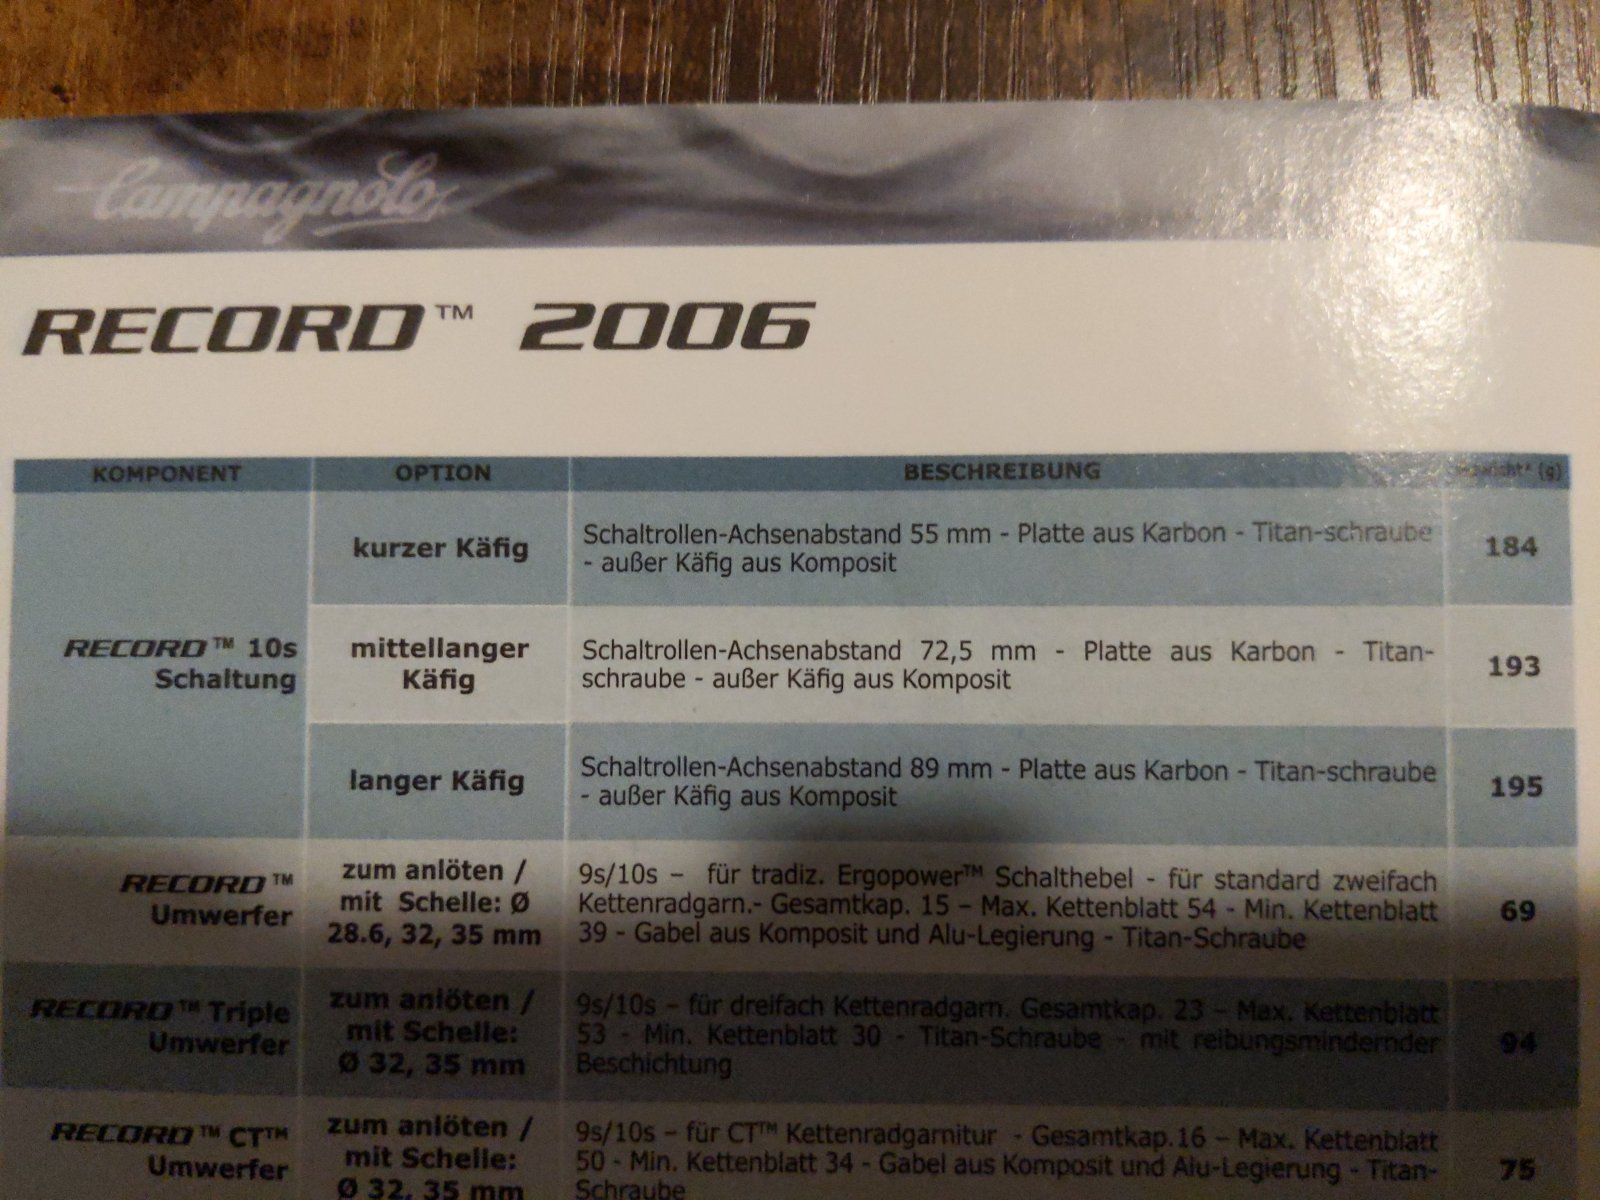 Campagnolo
RECORD™ 2006
KOMPONENT OPTION BESCHREIBUNG Gewicht* (g)
kurzer Käfig
Schaltrollen-Achsenabstand 55 mm - Platte aus Karbon - Titan-schraube
- außer Käfig aus Komposit
184
RECORD™ 10s
Schaltung
mittellanger
Käfig
Schaltrollen-Achsenabstand 72,5 mm - Platte aus Karbon - Titan-
schraube - außer Käfig aus Komposit
193
langer Käfig
Schaltrollen-Achsenabstand 89 mm - Platte aus Karbon - Titan-schraube
- außer Käfig aus Komposit
195
RECORD™
Umwerfer
zum anlöten /
mit Schelle: Ø
28.6, 32, 35 mm
9s/10s – für tradiz. Ergopower™ Schalthebel - für standard zweifach
Kettenradgarn.- Gesamtkap. 15 – Max. Kettenblatt 54 - Min. Kettenblatt
39 - Gabel aus Komposit und Alu-Legierung - Titan-Schraube
69
RECORD™ Triple
Umwerfer
zum anlöten /
mit Schelle:
Ø 32, 35 mm
9s/10s – für dreifach Kettenradgarn. Gesamtkap. 23 – Max. Kettenblatt
53 - Min. Kettenblatt 30 - Titan-Schraube - mit reibungsmindernder
Beschichtung
94
RECORD™ CT™
Umwerfer
zum anlöten /
mit Schelle:
Ø 32, 35 mm
9s/10s – für CT™ Kettenradgarnitur - Gesamtkap.16 – Max. Kettenblatt
50 - Min. Kettenblatt 34 - Gabel aus Komposit und Alu-Legierung - Titan-
Schraube
75